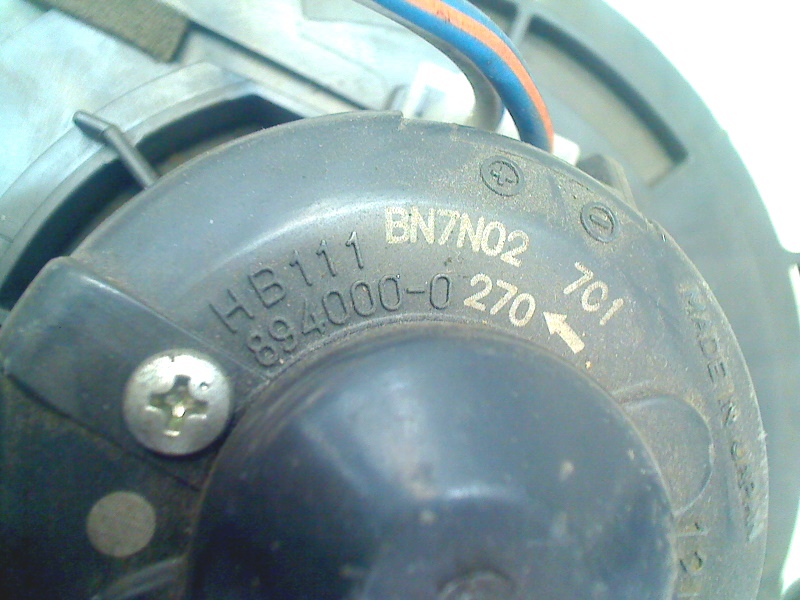 BN7N02 7C1
HB111
894000-0270
MADE IN JAPAN